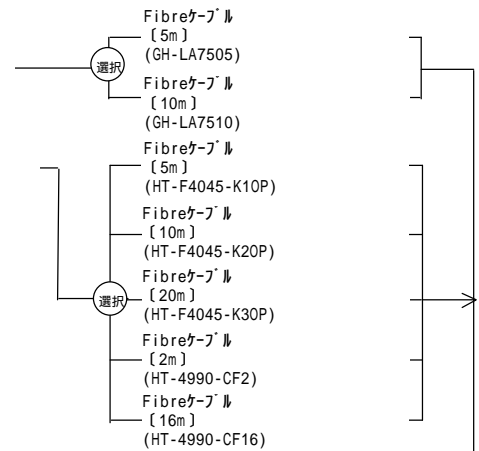 Fibreｹｰﾌﾞﾙ
〔5m〕
(GH-LA7505)
選択
Fibreｹｰﾌﾞﾙ
〔10m〕
(GH-LA7510)
Fibreｹｰﾌﾞﾙ
〔5m〕
(HT-F4045-K10P)
Fibreｹｰﾌﾞﾙ
〔10m〕
(HT-F4045-K20P)
Fibreｹｰﾌﾞﾙ
選択
〔20m〕
(HT-F4045-K30P)
Fibreｹｰﾌﾞﾙ
〔2m〕
(HT-4990-CF2)
Fibreｹｰﾌﾞﾙ
〔16m〕
(HT-4990-CF16)